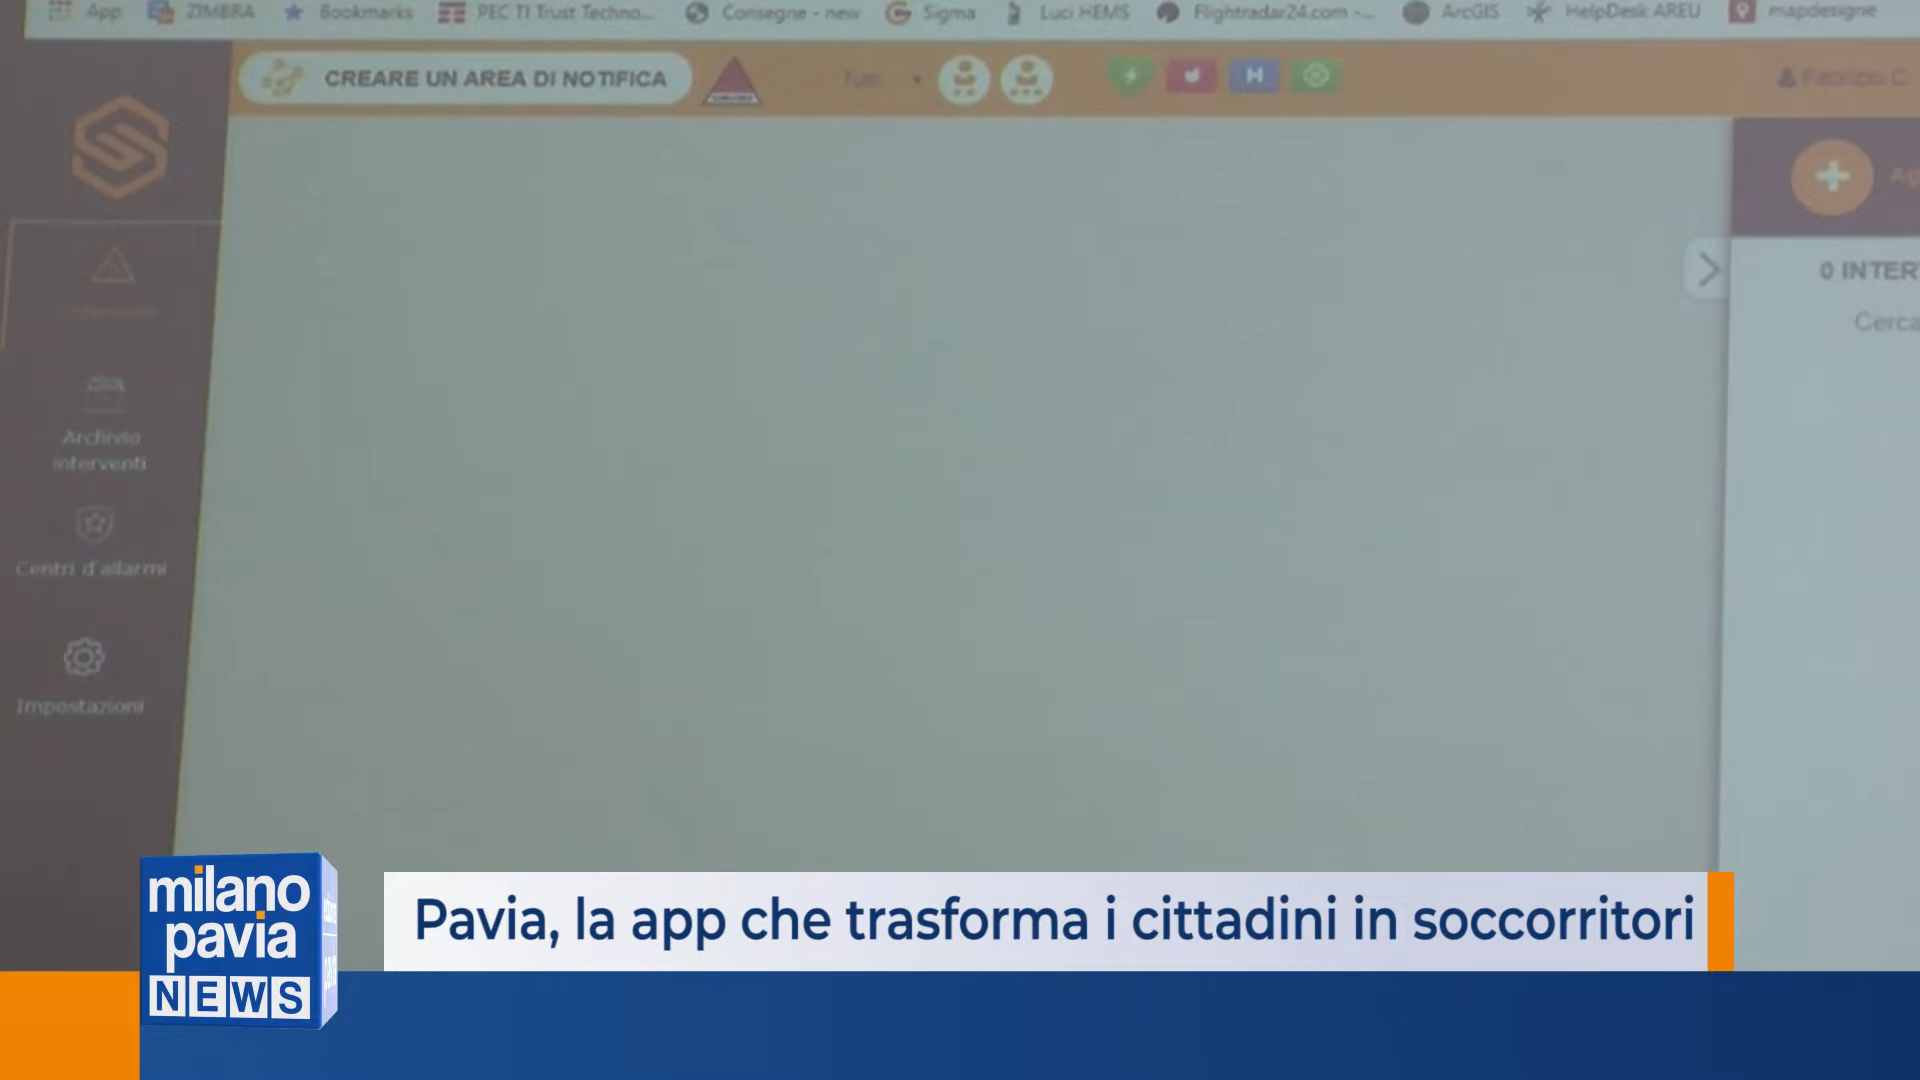 App ZIMBRA Bookmarks PEC TI Trust Techno... Consegne - new Sigma Luci HEMS Flightradar24.com -... ArcGIS HelpDesk AREU mapdesigne
CREARE UN AREA DI NOTIFICA
H
Fabrizio C
0 INTER
Cerca
Archivio
interventi
Centri d'allarmi
Impostazioni
milano
pavia
NEWS
Pavia, la app che trasforma i cittadini in soccorritori